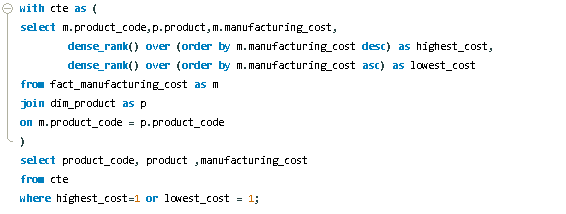 with cte as (
select m.product_code,p.product,m.manufacturing_cost,
dense_rank() over (order by m.manufacturing_cost desc) as highest_cost,
dense_rank() over (order by m.manufacturing_cost asc) as lowest_cost
from fact_manufacturing_cost as m
join dim_product as p
on m.product_code = p.product_code
)
select product_code, product ,manufacturing_cost
from cte
where highest_cost=1 or lowest_cost = 1;